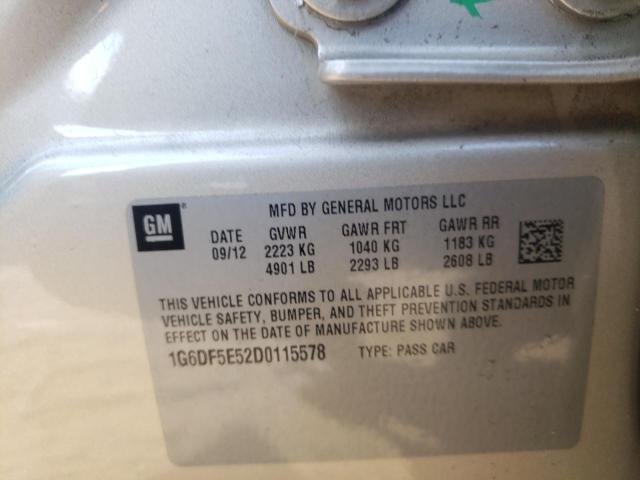 GM ®
MFD BY GENERAL MOTORS LLC
DATE GVWR GAWR FRT GAWR RR
09/12 2223 KG 1040 KG 1183 KG
4901 LB 2293 LB 2608 LB
THIS VEHICLE CONFORMS TO ALL APPLICABLE U.S. FEDERAL MOTOR
VEHICLE SAFETY, BUMPER, AND THEFT PREVENTION STANDARDS IN
EFFECT ON THE DATE OF MANUFACTURE SHOWN ABOVE.
1G6DF5E52D0115578 TYPE: PASS CAR